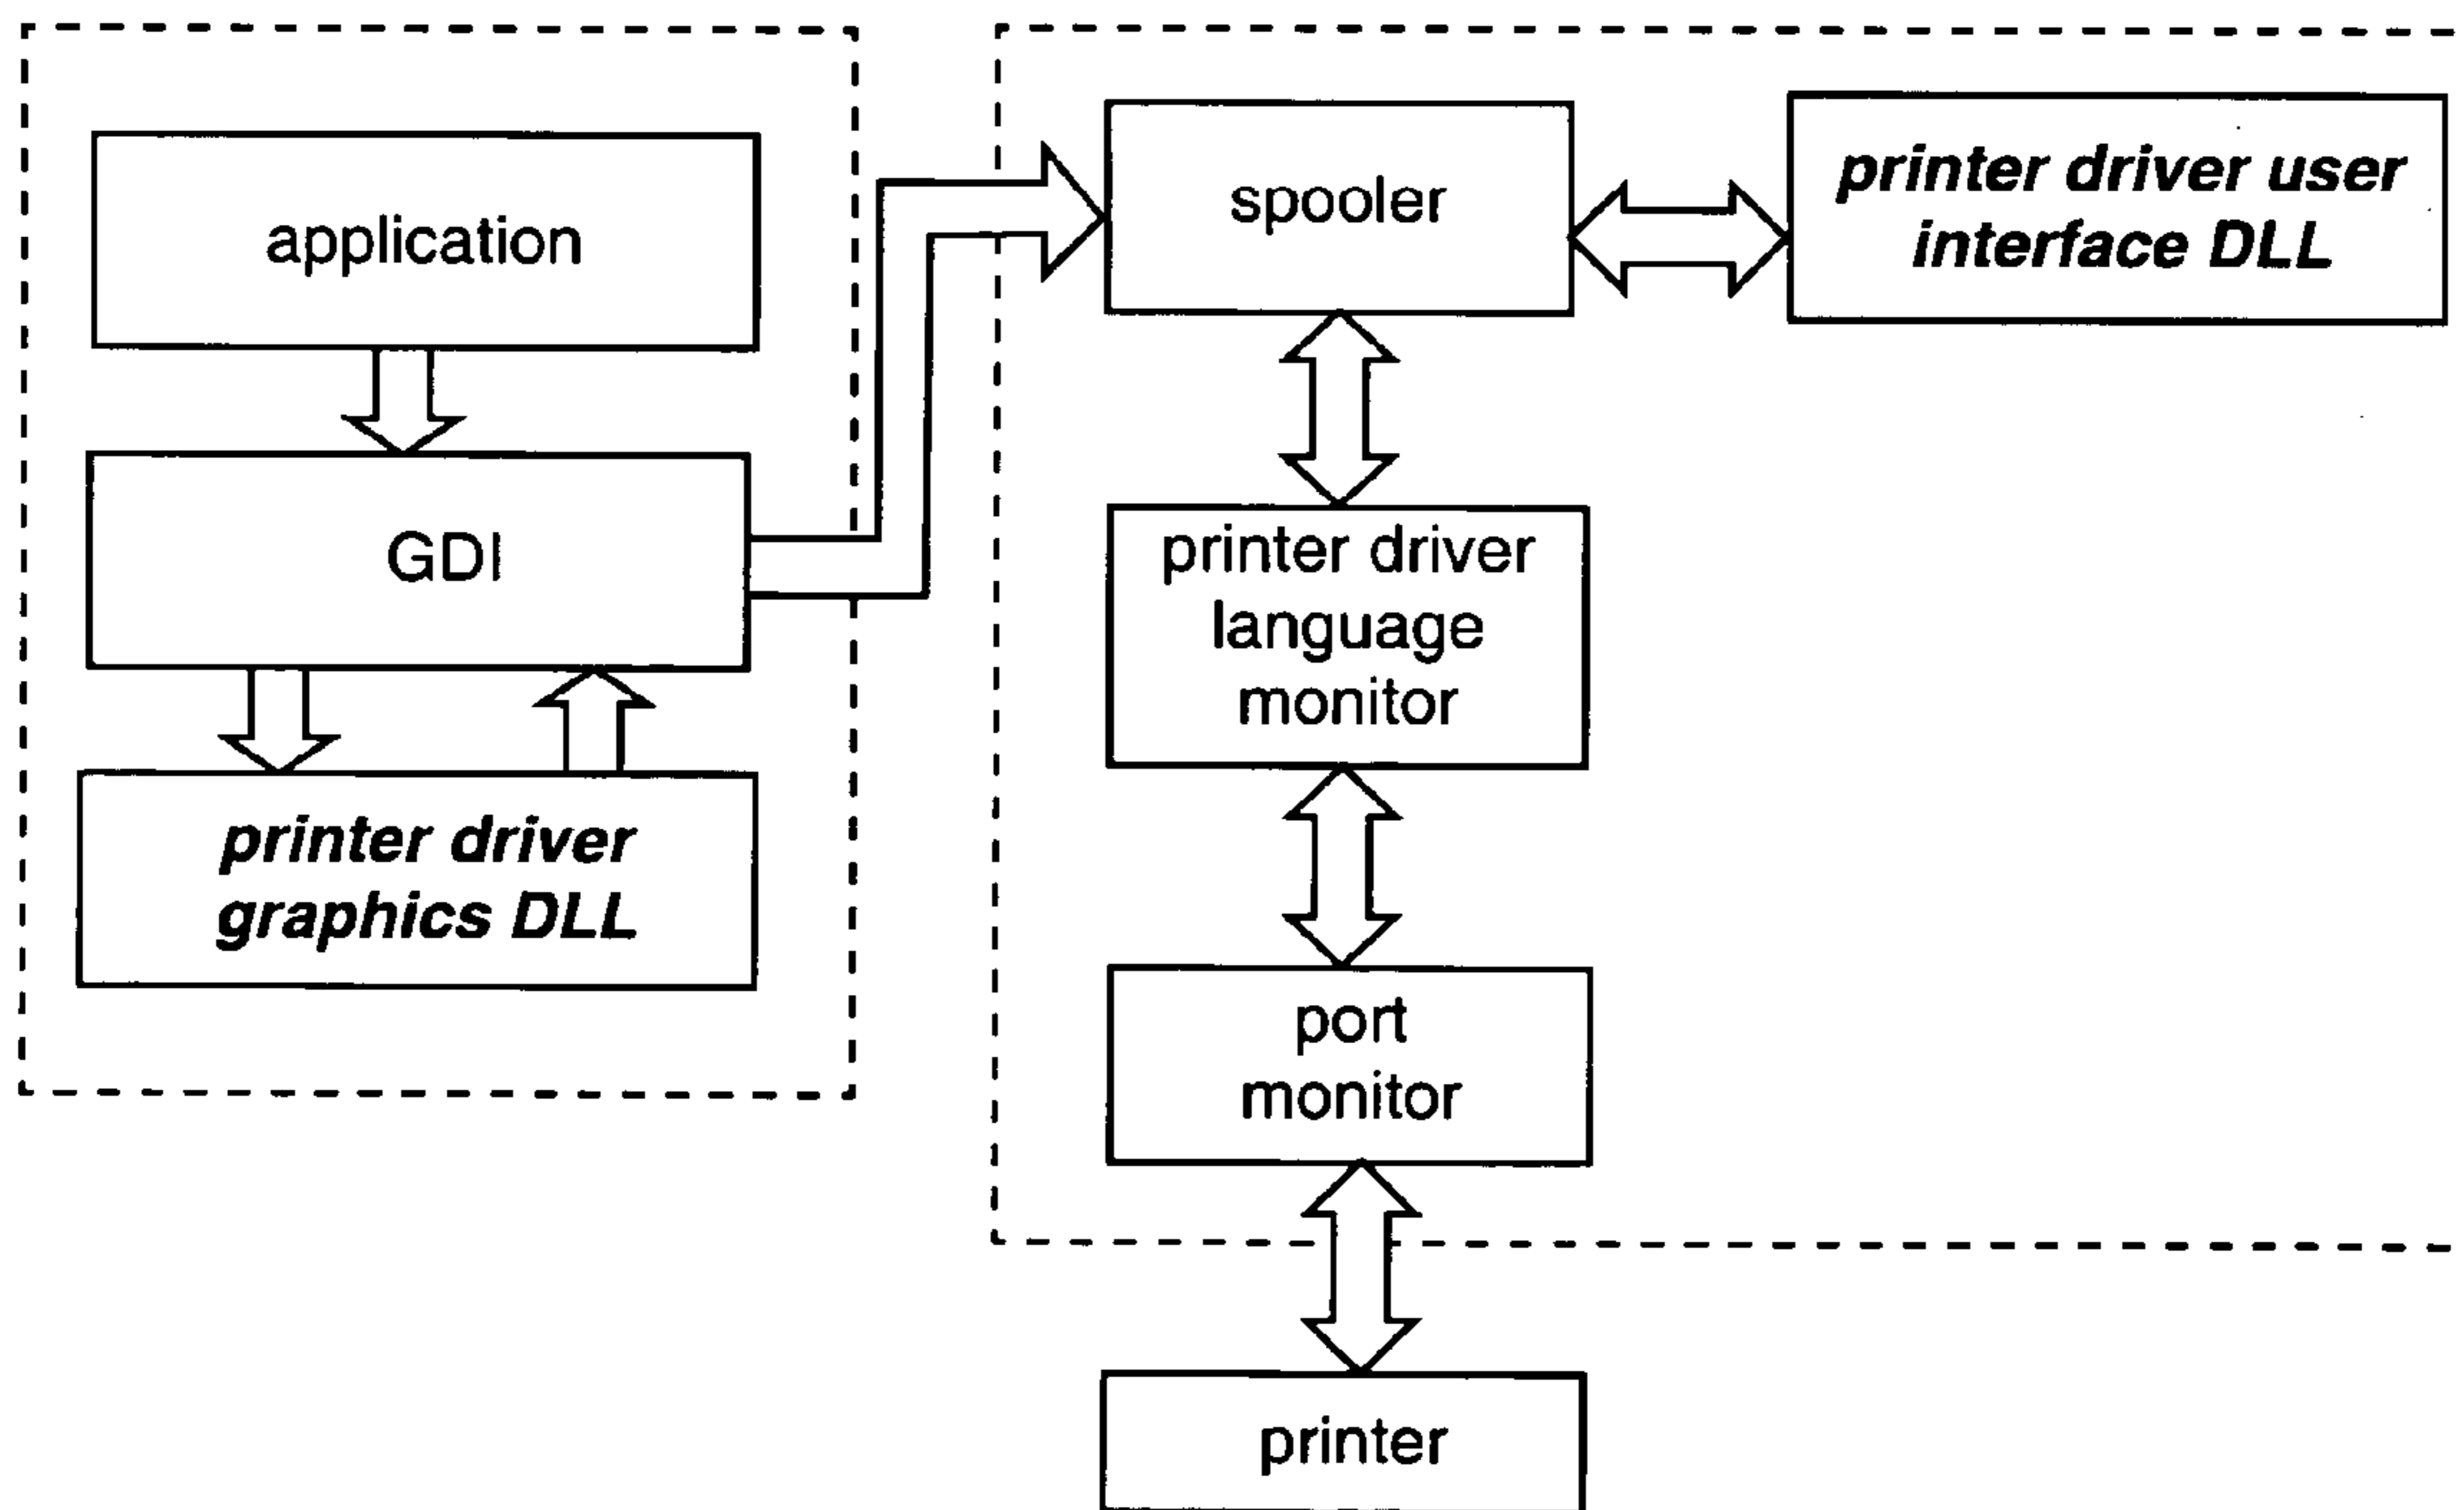 application
GDI
printer driver
graphics DLL
spooler
printer driver user
interface DLL
printer driver
language
monitor
port
monitor
printer